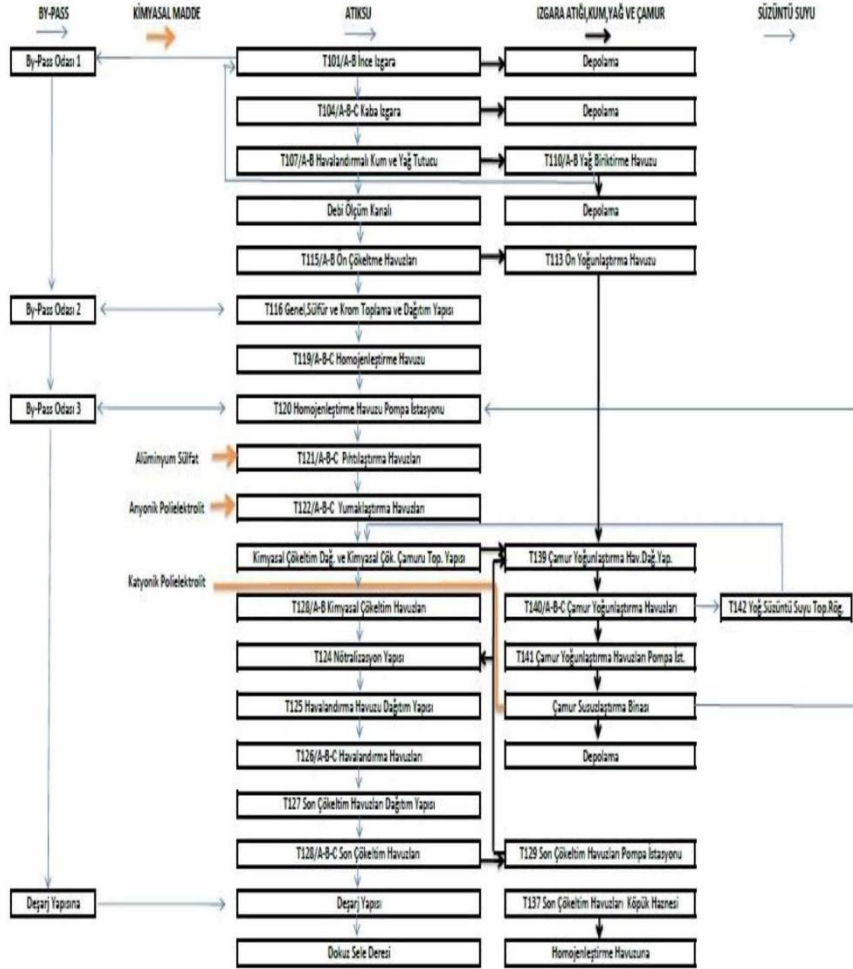 BY-PASS KİMYASAL MADDE ATIKSU IZGARA ATIĞI,KUM,YAĞ VE ÇAMUR SÜZÜNTÜ SUYU
By-Pass Odası 1 T101/A-B İnce Izgara Depolama
T104/A-B-C Kaba Izgara Depolama
T107/A-B Havalandırmalı Kum ve Yağ Tutucu T110/A-B Yağ Biriktirme Havuzu
Debi Ölçüm Kanalı Depolama
T115/A-B Ön Çökeltme Havuzları T113 Ön Yoğunlaştırma Havuzu
By-Pass Odası 2 T116 Genel,Sülfür ve Krom Toplama ve Dağıtım Yapısı
T119/A-B-C Homojenleştirme Havuzu
By-Pass Odası 3 T120 Homojenleştirme Havuzu Pompa İstasyonu
Alüminyum Sülfat T121/A-B-C Pıhtılaştırma Havuzları
Anyonik Polielektrolit T122/A-B-C Yumaklaştırma Havuzları
Kimyasal Çökeltim Dağ. ve Kimyasal Çök. Çamuru Top. Yapısı T139 Çamur Yoğunlaştırma Hav.Dağ.Yap.
Katyonik Polielektrolit
T128/A-B Kimyasal Çökeltim Havuzları T140/A-B-C Çamur Yoğunlaştırma Havuzları T142 Yoğ.Süzüntü Suyu Top.Rög.
T124 Nötralizasyon Yapısı T141 Çamur Yoğunlaştırma Havuzları Pompa İst.
T125 Havalandırma Havuzu Dağıtım Yapısı Çamur Susuzlaştırma Binası
T126/A-B-C Havalandırma Havuzları Depolama
T127 Son Çökeltim Havuzları Dağıtım Yapısı
T128/A-B-C Son Çökeltim Havuzları T129 Son Çökeltim Havuzları Pompa İstasyonu
Deşarj Yapısına Deşarj Yapısı T137 Son Çökeltim Havuzları Köpük Haznesi
Dokuz Sele Deresi Homojenleştirme Havuzuna